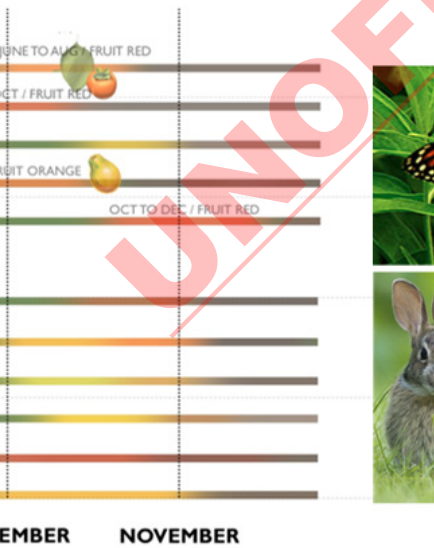 JUNE TO AUG / FRUIT RED
OCT / FRUIT RED
FRUIT ORANGE
OCT TO DEC / FRUIT RED
UNOF
EMBER NOVEMBER